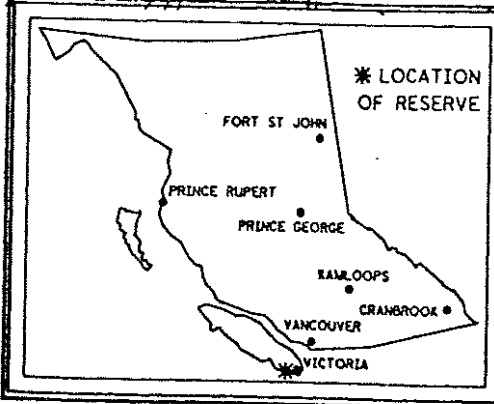 * LOCATION
OF RESERVE
FORT ST JOHN
PRINCE RUPERT
PRINCE GEORGE
KAMLOOPS
CRANBROOK
VANCOUVER
VICTORIA